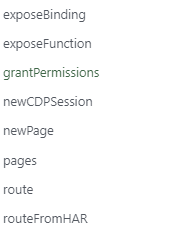 exposeBinding
exposeFunction
grantPermissions
newCDPSession
newPage
pages
route
routeFromHAR